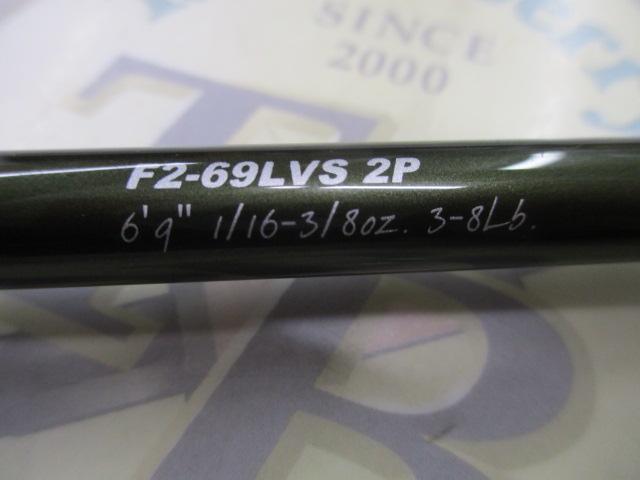 SINCE
2000
F2-69LVS 2P
6'9" 1/16-3/8oz. 3-8Lb.